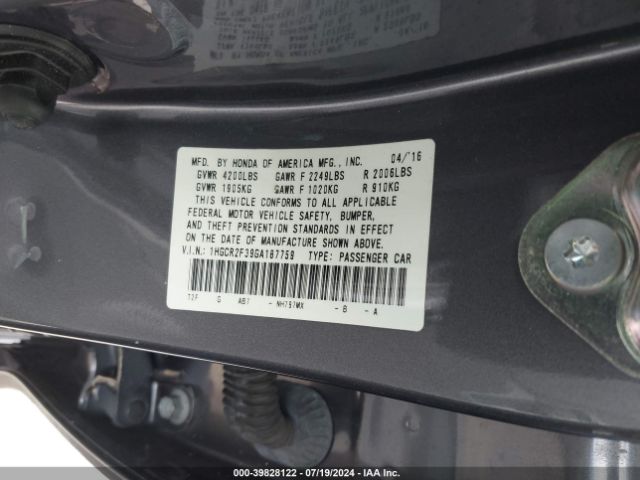 MFD. BY HONDA OF AMERICA MFG., INC. 04/'16
GVWR 4200LBS GAWR F 2249LBS R 2006LBS
GVWR 1905KG GAWR F 1020KG R 910KG
THIS VEHICLE CONFORMS TO ALL APPLICABLE
FEDERAL MOTOR VEHICLE SAFETY, BUMPER,
AND THEFT PREVENTION STANDARDS IN EFFECT
ON THE DATE OF MANUFACTURE SHOWN ABOVE.
V.I.N.: 1HGCR2F39GA187759 TYPE: PASSENGER CAR
T2F G AB7 - NH797MX - B - A
000-39828122 / 07/19/2024 / IAA Inc.